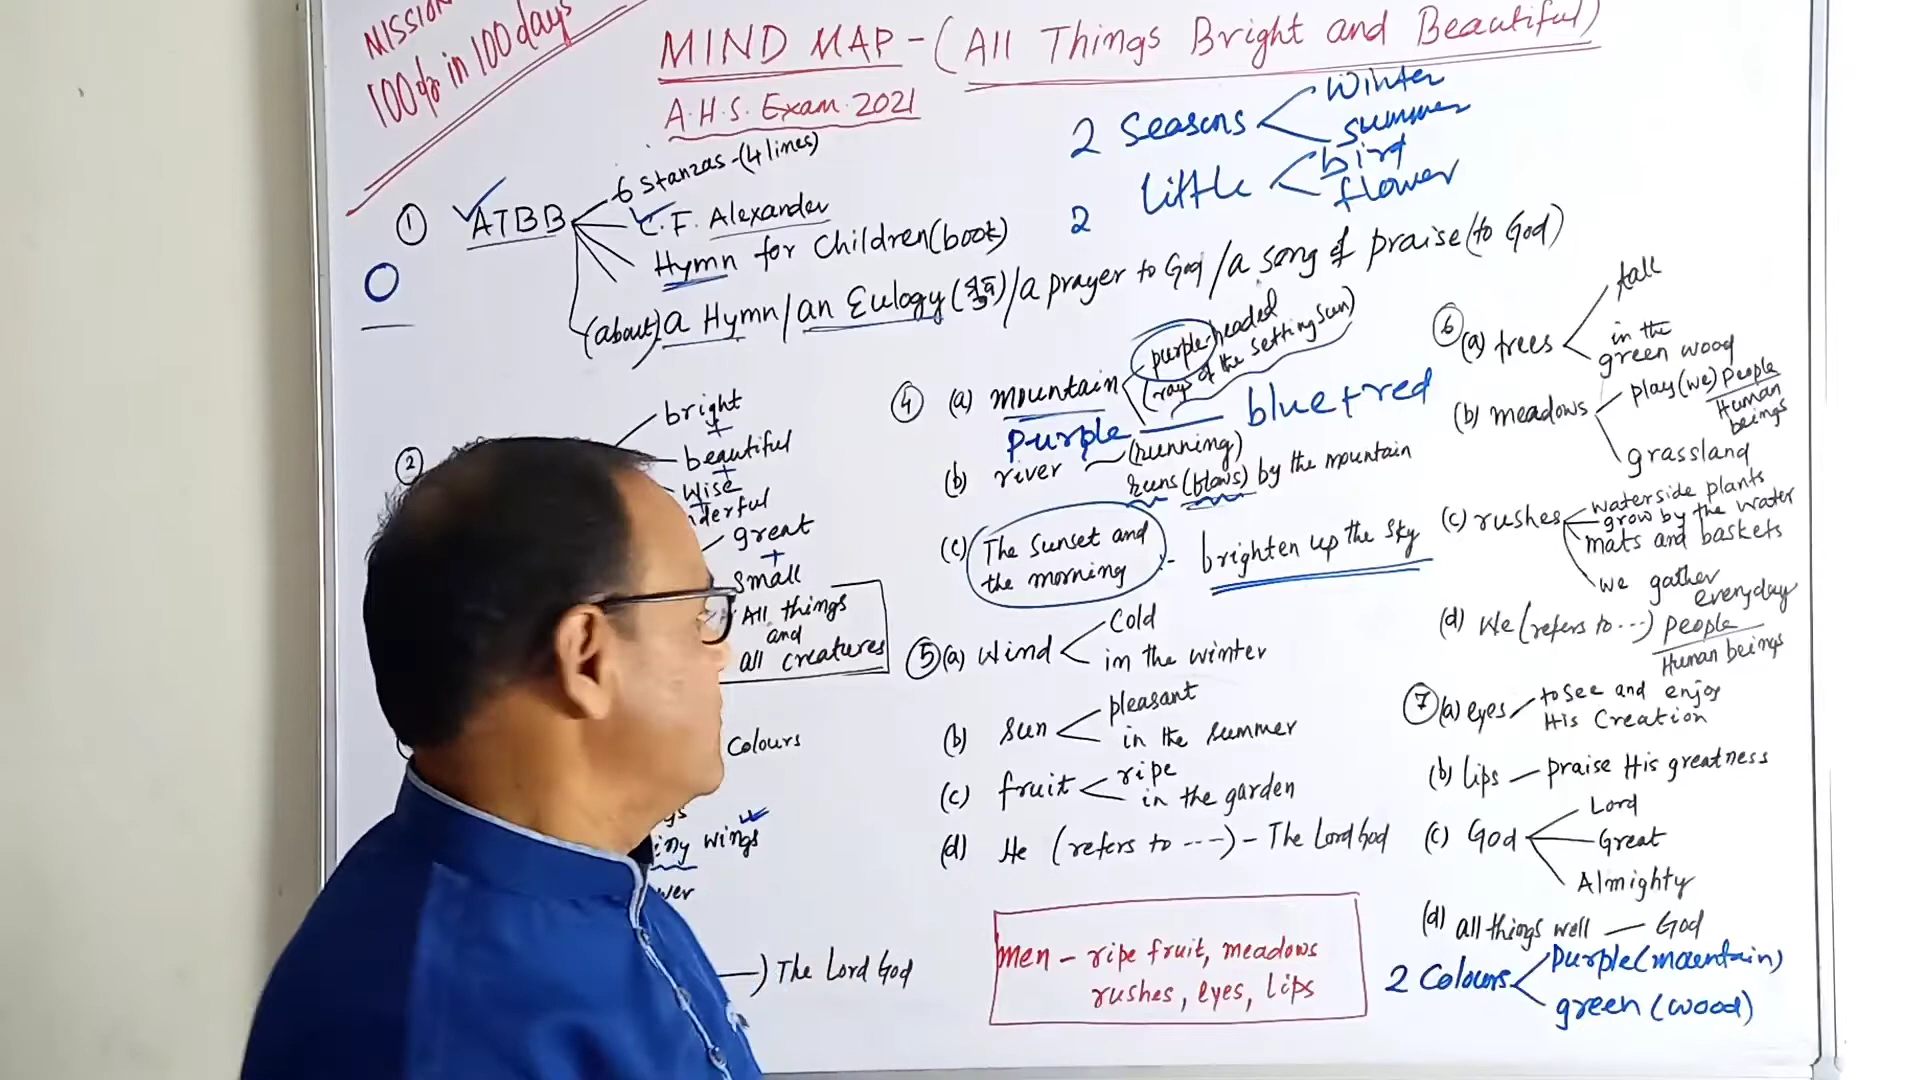 MISSION
100% in 100 days
MIND MAP - (All Things Bright and Beautiful)
A.H.S. Exam. 2021
2 Seasons
Winter
summer
2 little
bird
flower
① ATBB
6 stanzas - (4 lines)
C. F. Alexander
Hymn for Children (book)
(about) a Hymn / an Eulogy / a prayer to God / a song of praise (to God)
②
bright
+
beautiful
+
wise
+
nderful
great
+
small
All things
and
all creatures
Colours
gs
iny wings
wer
) The Lord God
④ (a) mountain
purple-headed
(rays of the setting sun)
purple — blue + red
(b) river
(running)
runs (flows) by the mountain
(c) The sunset and
the morning :- brighten up the sky
⑤ (a) Wind
Cold
in the winter
(b) sun
pleasant
in the summer
(c) fruit
ripe
in the garden
(d) He (refers to ----) - The Lord God
men - ripe fruit, meadows
rushes, eyes, lips
⑥ (a) trees
tall
in the
green wood
(b) meadows
play (we) people
Human
beings
grassland
(c) rushes
waterside plants
grow by the water
mats and baskets
we gather
everyday
(d) We (refers to ...) people
Human beings
⑦ (a) eyes
to see and enjoy
His Creation
(b) lips — praise His greatness
(c) God
Lord
Great
Almighty
(d) all things well — God
2 Colours
purple (mountain)
green (wood)